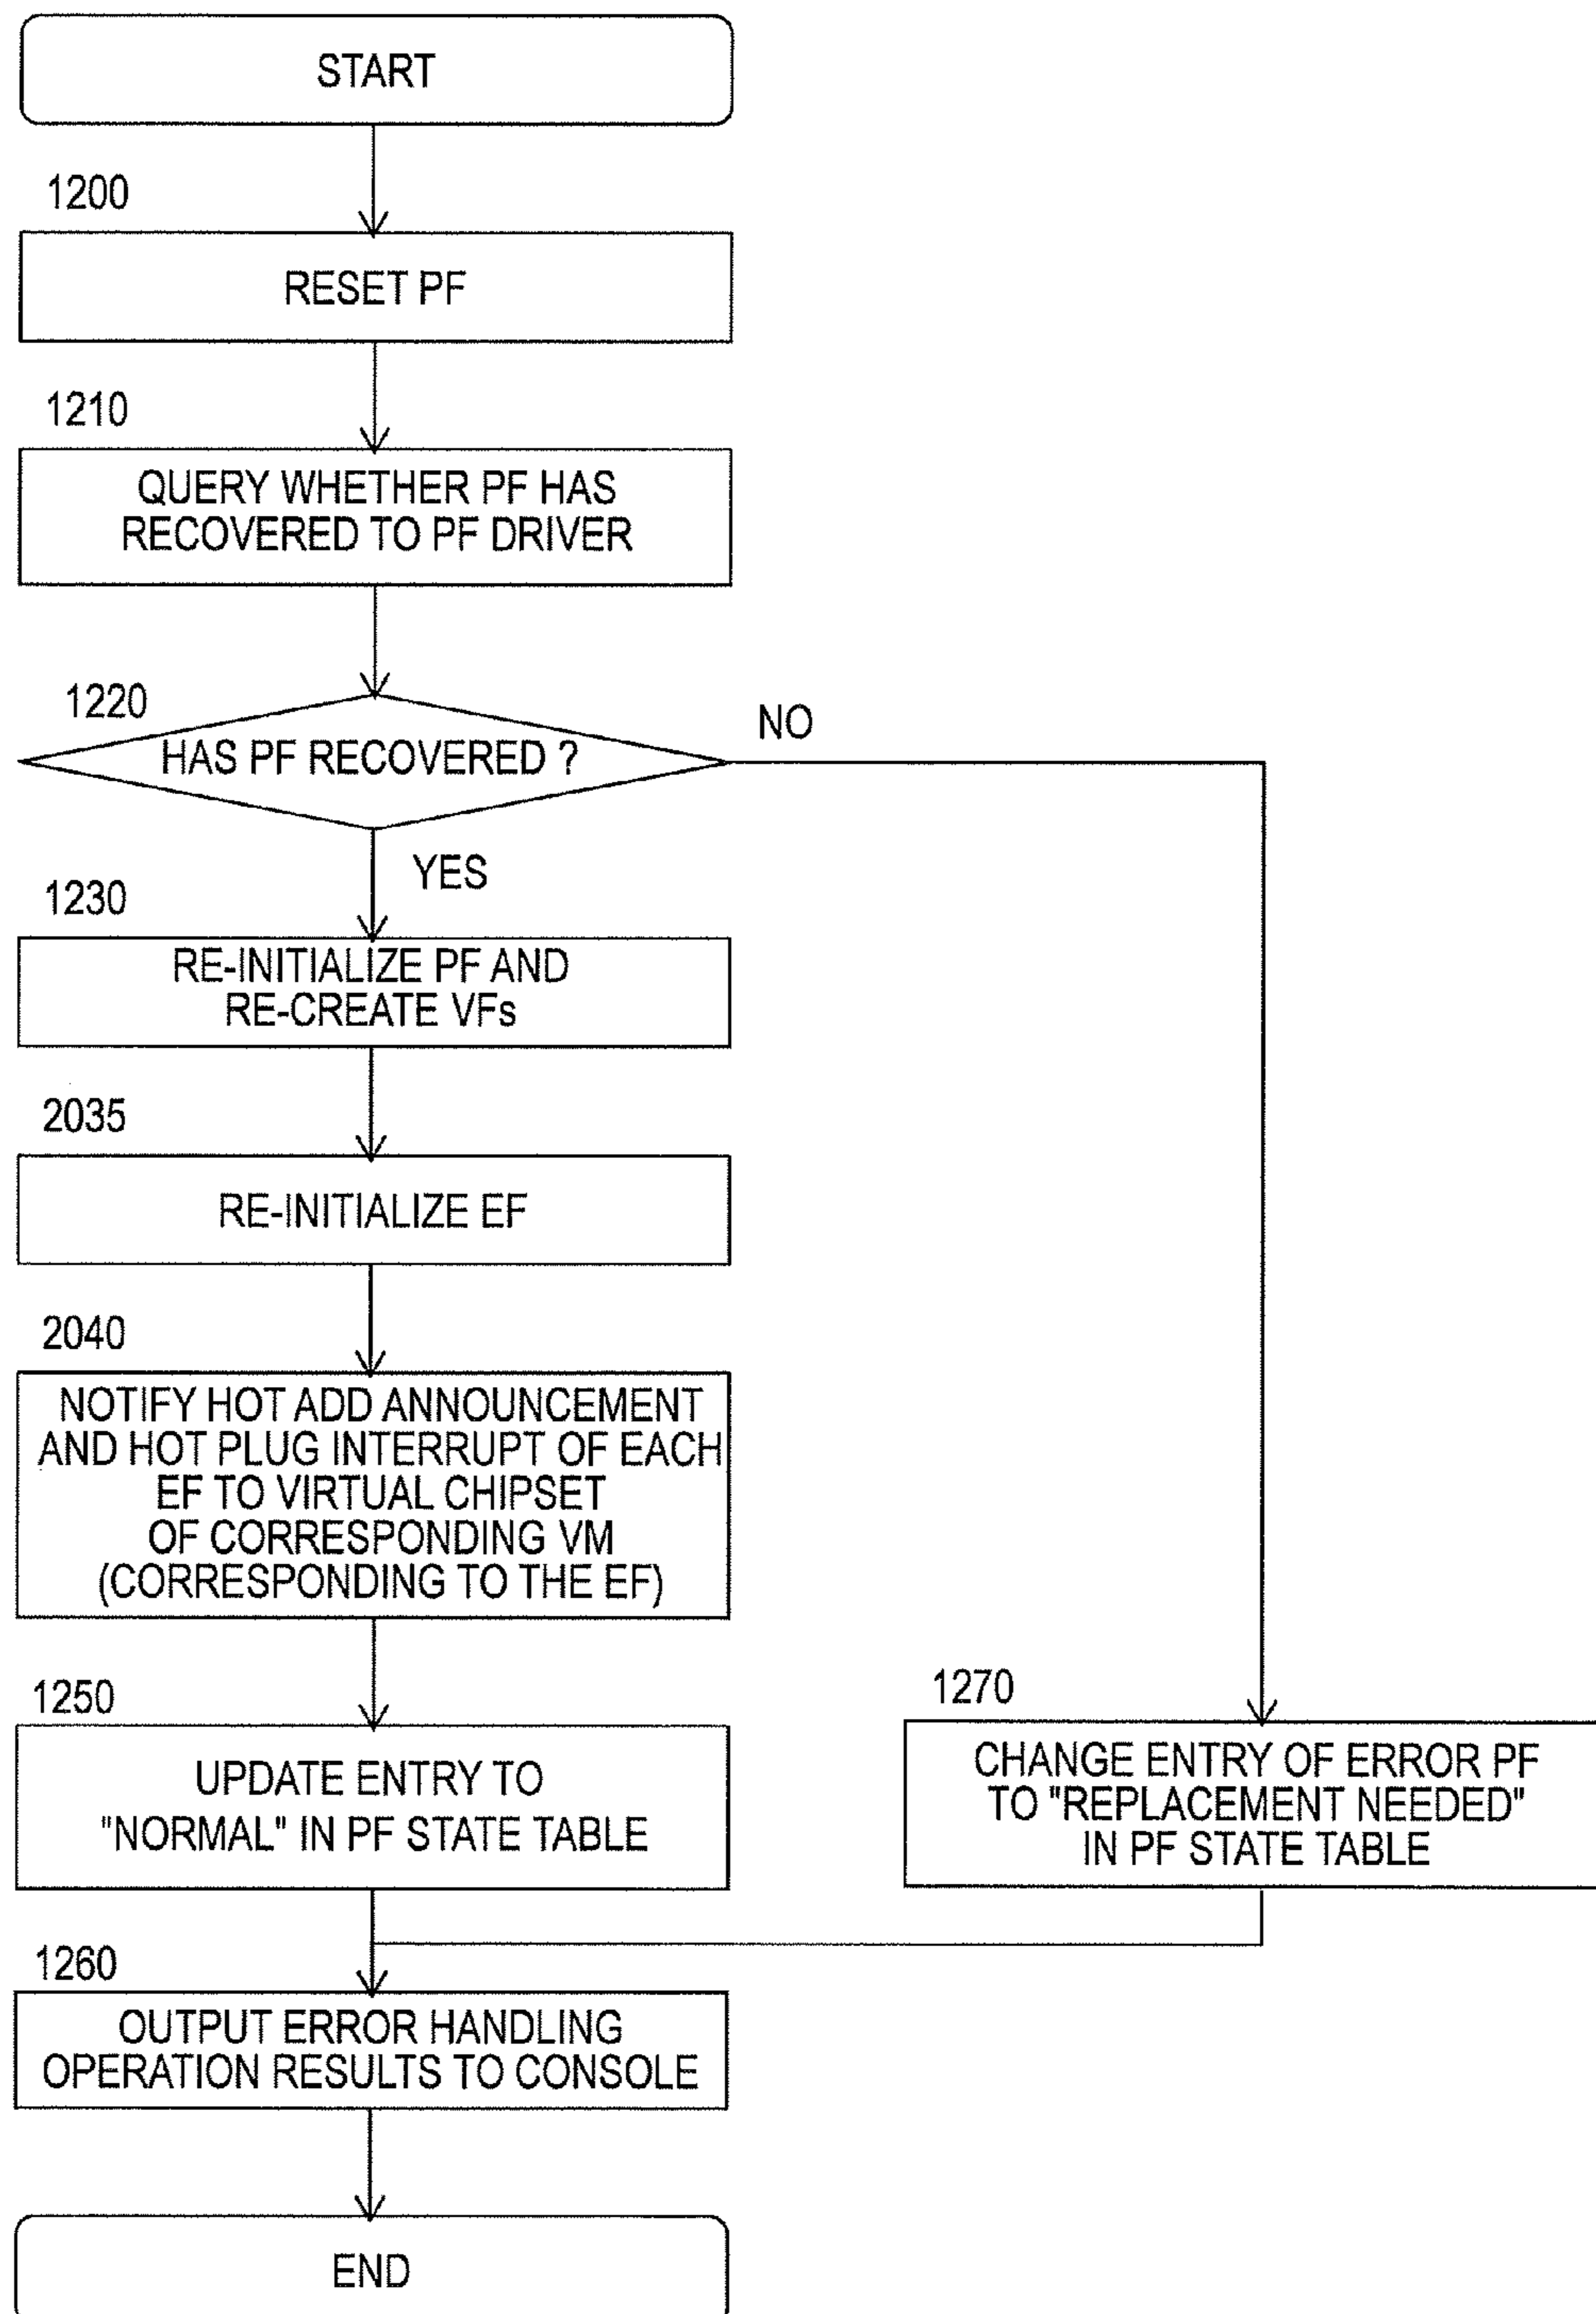 START
1200
RESET PF
1210
QUERY WHETHER PF HAS
RECOVERED TO PF DRIVER
1220
HAS PF RECOVERED ?
NO
YES
1230
RE-INITIALIZE PF AND
RE-CREATE VFs
2035
RE-INITIALIZE EF
2040
NOTIFY HOT ADD ANNOUNCEMENT
AND HOT PLUG INTERRUPT OF EACH
EF TO VIRTUAL CHIPSET
OF CORRESPONDING VM
(CORRESPONDING TO THE EF)
1250
UPDATE ENTRY TO
"NORMAL" IN PF STATE TABLE
1270
CHANGE ENTRY OF ERROR PF
TO "REPLACEMENT NEEDED"
IN PF STATE TABLE
1260
OUTPUT ERROR HANDLING
OPERATION RESULTS TO CONSOLE
END